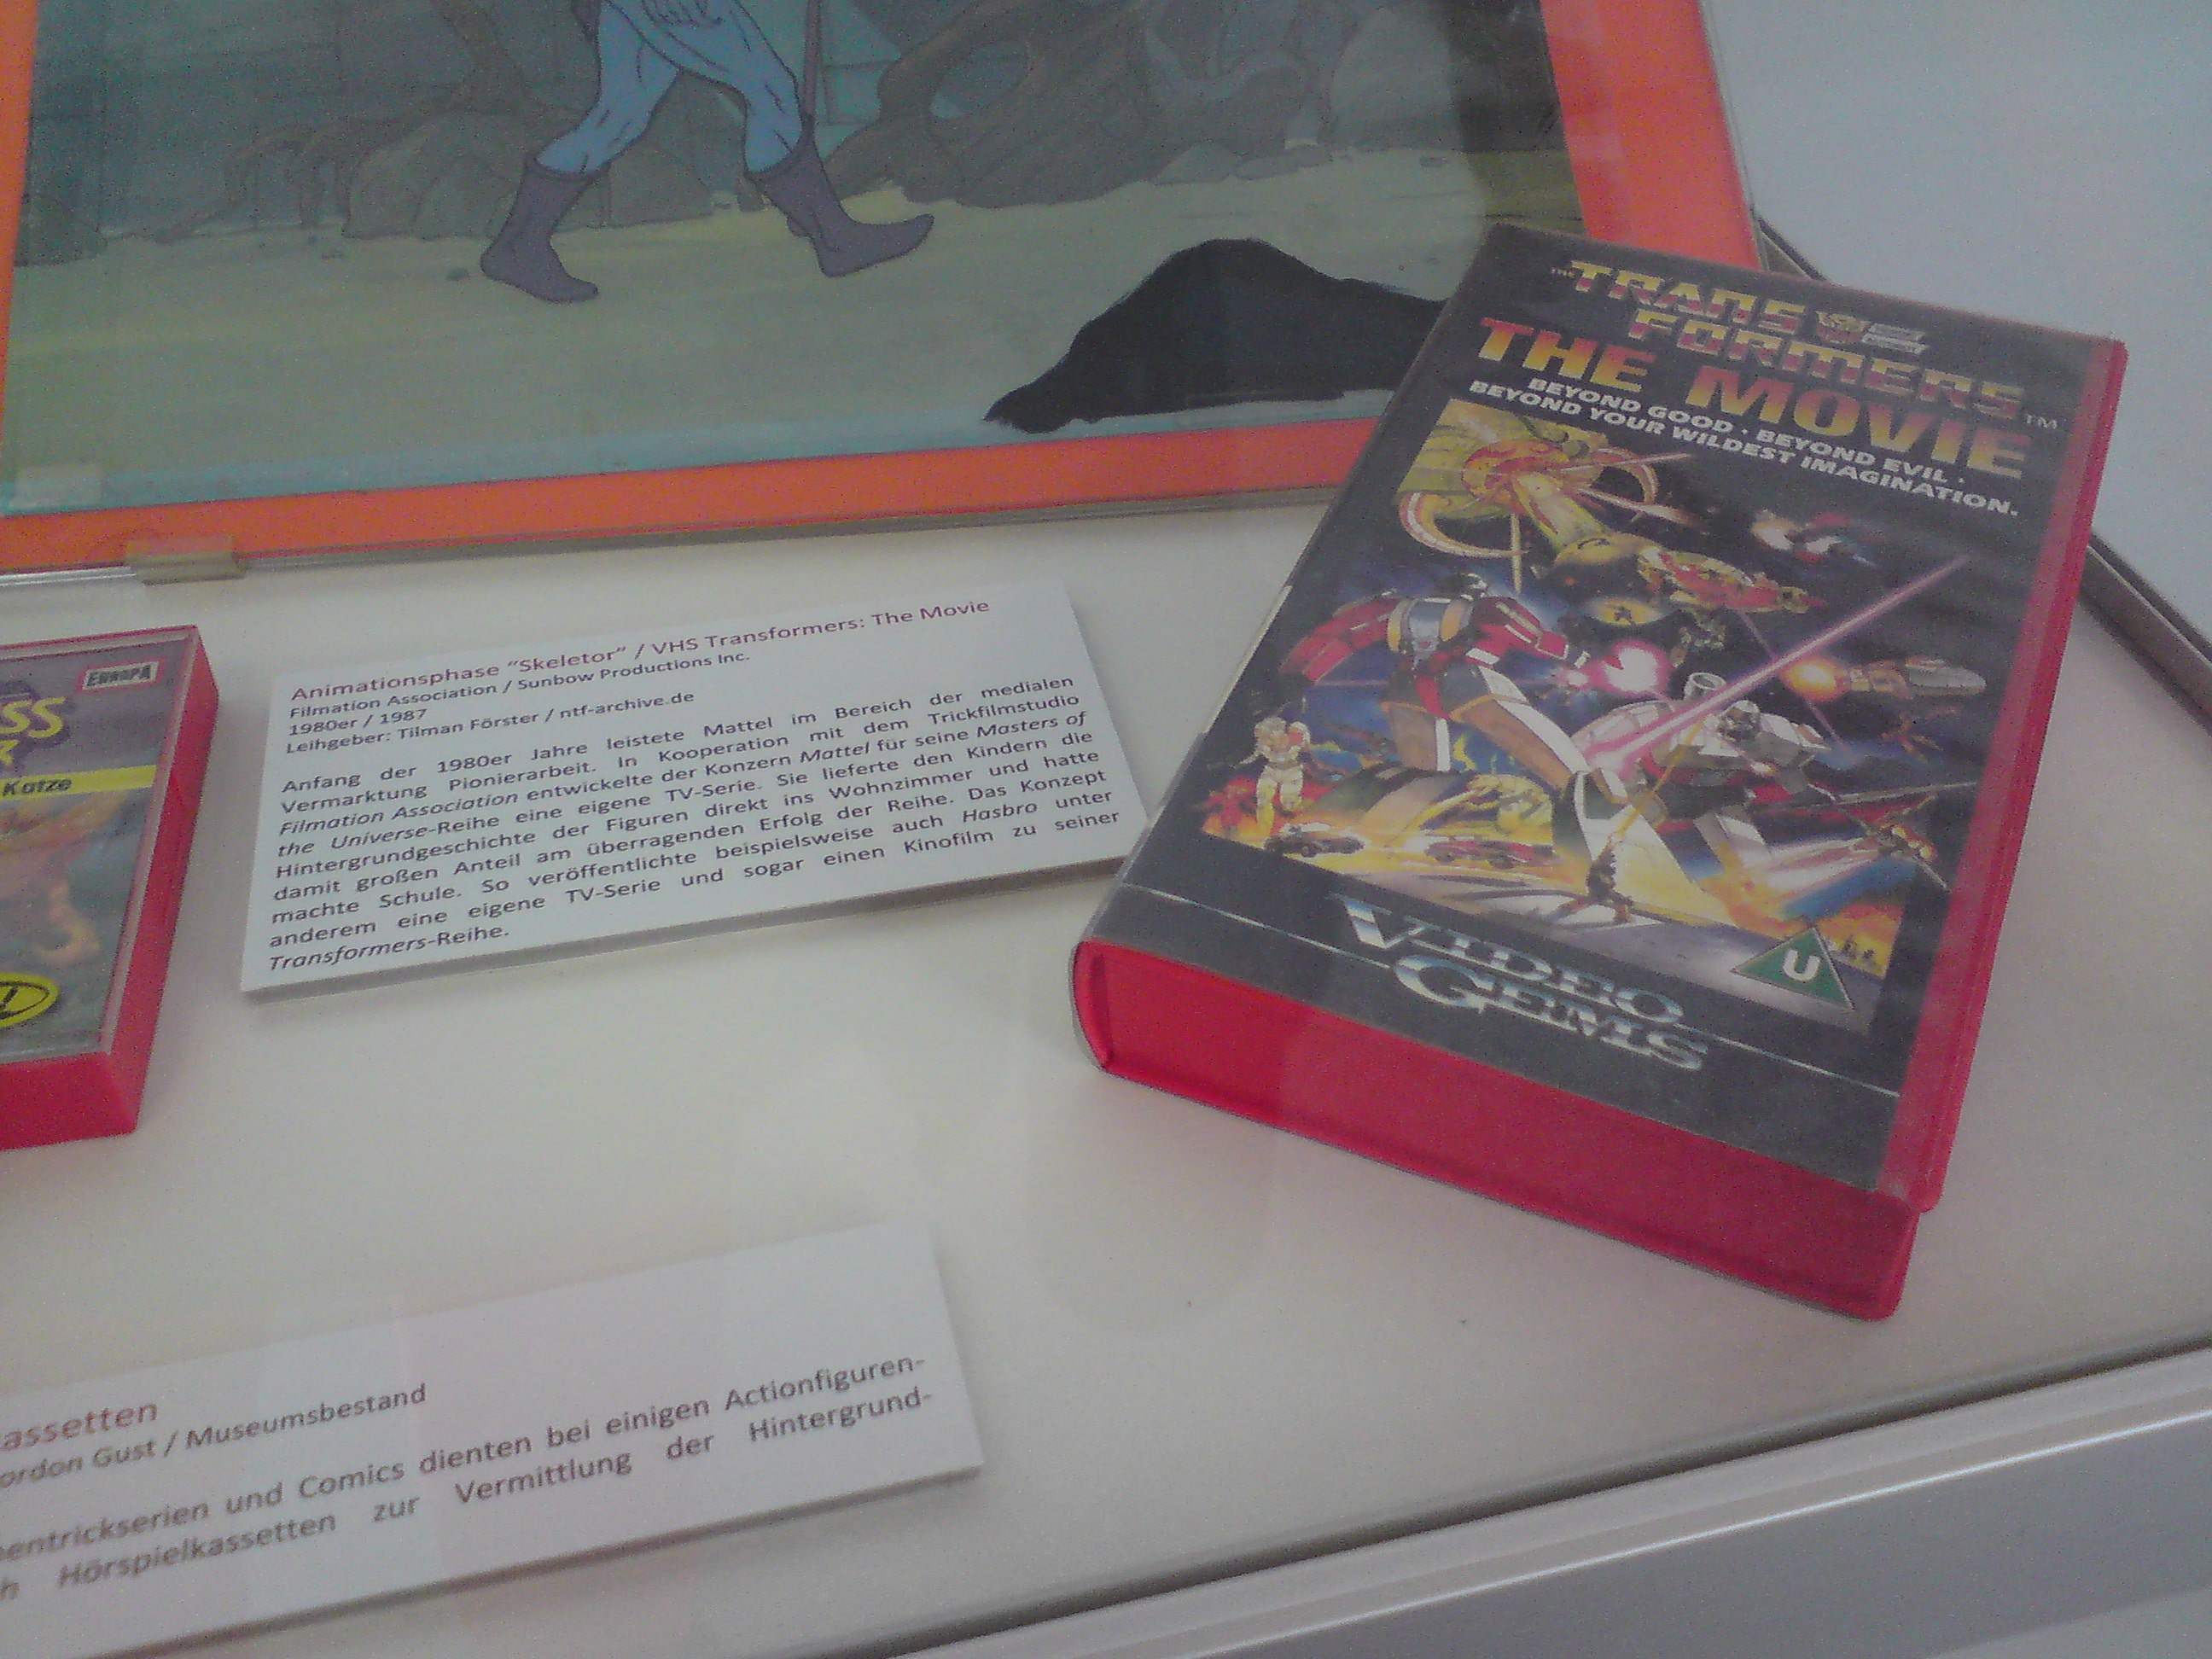 THE TRANS
FORMERS™
THE MOVIE
BEYOND GOOD . BEYOND EVIL .
BEYOND YOUR WILDEST IMAGINATION.
U
VIDEO
GEMS
EUROPA
Katze
Animationsphase "Skeletor" / VHS Transformers: The Movie
Filmation Association / Sunbow Productions Inc.
1980er / 1987
Leihgeber: Tilman Förster / ntf-archive.de
Anfang der 1980er Jahre leistete Mattel im Bereich der medialen
Vermarktung Pionierarbeit. In Kooperation mit dem Trickfilmstudio
Filmation Association entwickelte der Konzern Mattel für seine Masters of
the Universe-Reihe eine eigene TV-Serie. Sie lieferte den Kindern die
Hintergrundgeschichte der Figuren direkt ins Wohnzimmer und hatte
damit großen Anteil am überragenden Erfolg der Reihe. Das Konzept
machte Schule. So veröffentlichte beispielsweise auch Hasbro unter
anderem eine eigene TV-Serie und sogar einen Kinofilm zu seiner
Transformers-Reihe.
assetten
ordon Gust / Museumsbestand
entrickserien und Comics dienten bei einigen Actionfiguren-
h Hörspielkassetten zur Vermittlung der Hintergrund-